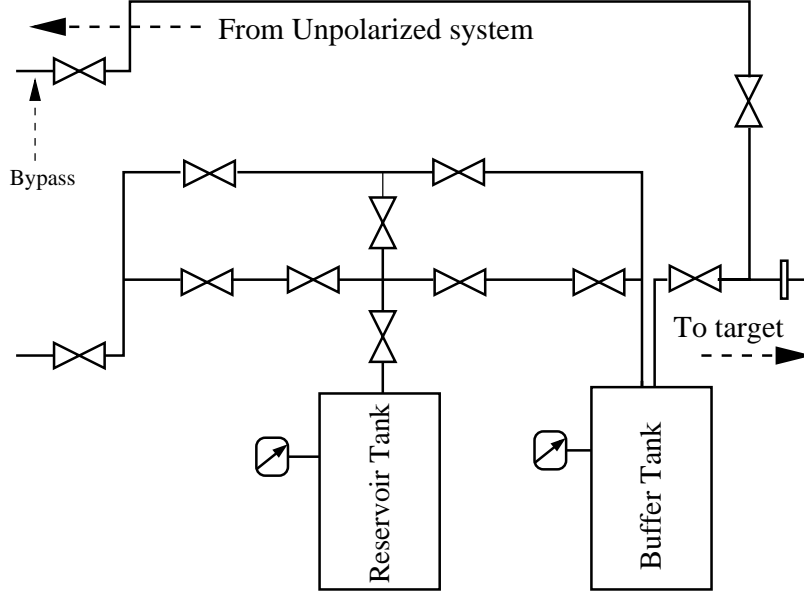 From Unpolarized system
Bypass
To target
Reservoir Tank
Buffer Tank